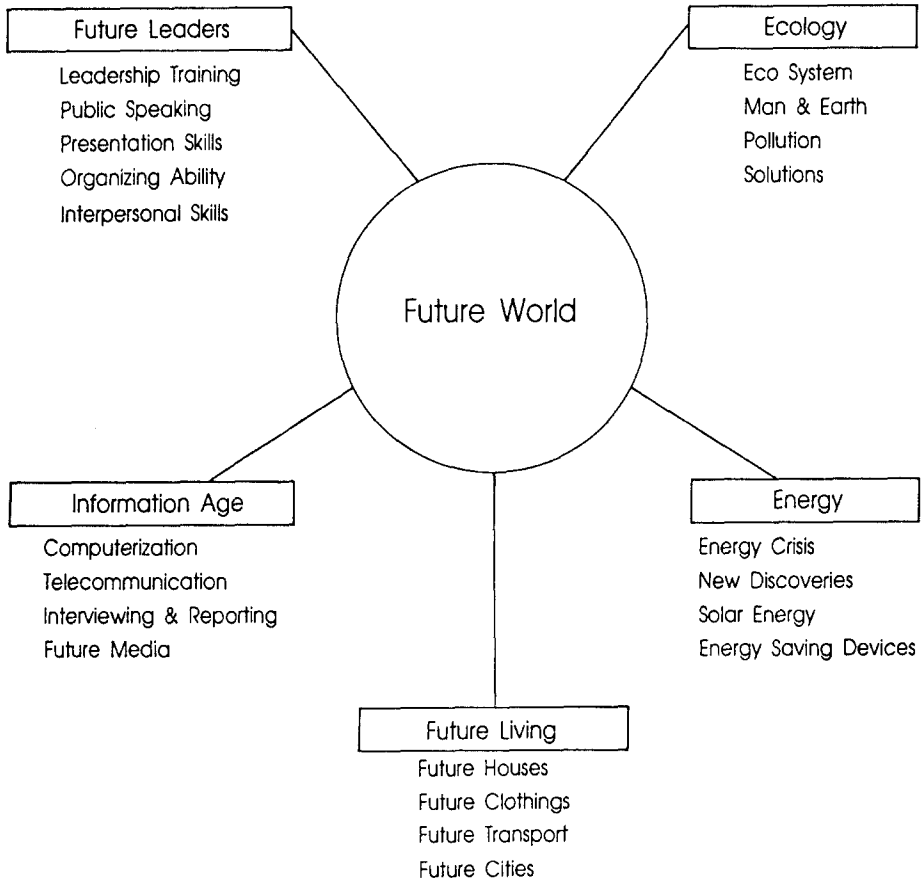 Future Leaders
Leadership Training
Public Speaking
Presentation Skills
Organizing Ability
Interpersonal Skills
Ecology
Eco System
Man & Earth
Pollution
Solutions
Future World
Information Age
Computerization
Telecommunication
Interviewing & Reporting
Future Media
Energy
Energy Crisis
New Discoveries
Solar Energy
Energy Saving Devices
Future Living
Future Houses
Future Clothings
Future Transport
Future Cities